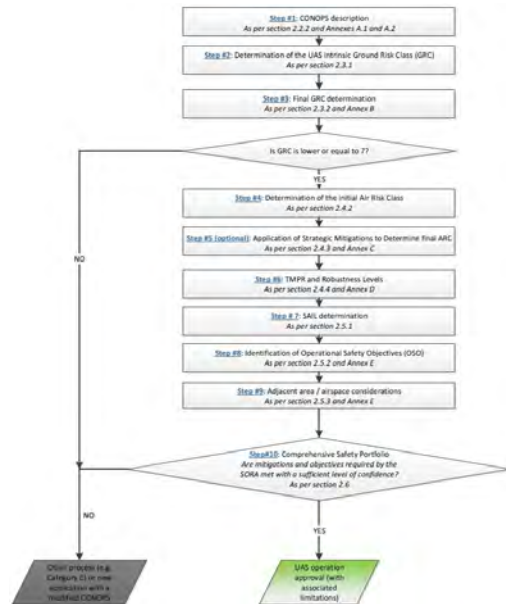 Step #1: CONOPS description
As per section 2.2.2 and Annexes A.1 and A.2
Step #2: Determination of the UAS Intrinsic Ground Risk Class (GRC)
As per section 2.3.1
Step #3: Final GRC determination
As per section 2.3.2 and Annex B
Is GRC is lower or equal to 7?:
YES
Step #4: Determination of the initial Air Risk Class
As per section 2.4.2
Step #5 (optional): Application of Strategic Mitigations to Determine Final ARC
As per section 2.4.3 and Annex C
NO
Step #6: TMPR and Robustness Levels
As per section 2.4.4 and Annex D
Step # 7: SAIL determination
As per section 2.5.1
Step #8: Identification of Operational Safety Objectives (OSO)
As per section 2.5.2 and Annex E
Step #9: Adjacent area / airspace considerations
As per section 2.5.3 and Annex E
Step#10: Comprehensive Safety Portfolio
Are mitigations and objectives required by the
SORA met with a sufficient level of confidence?
As per section 2.6
NO
YES
Other process (e.g.
Category C) or new
application with a
modified CONOPS
UAS operation
approval (with
associated
limitations)